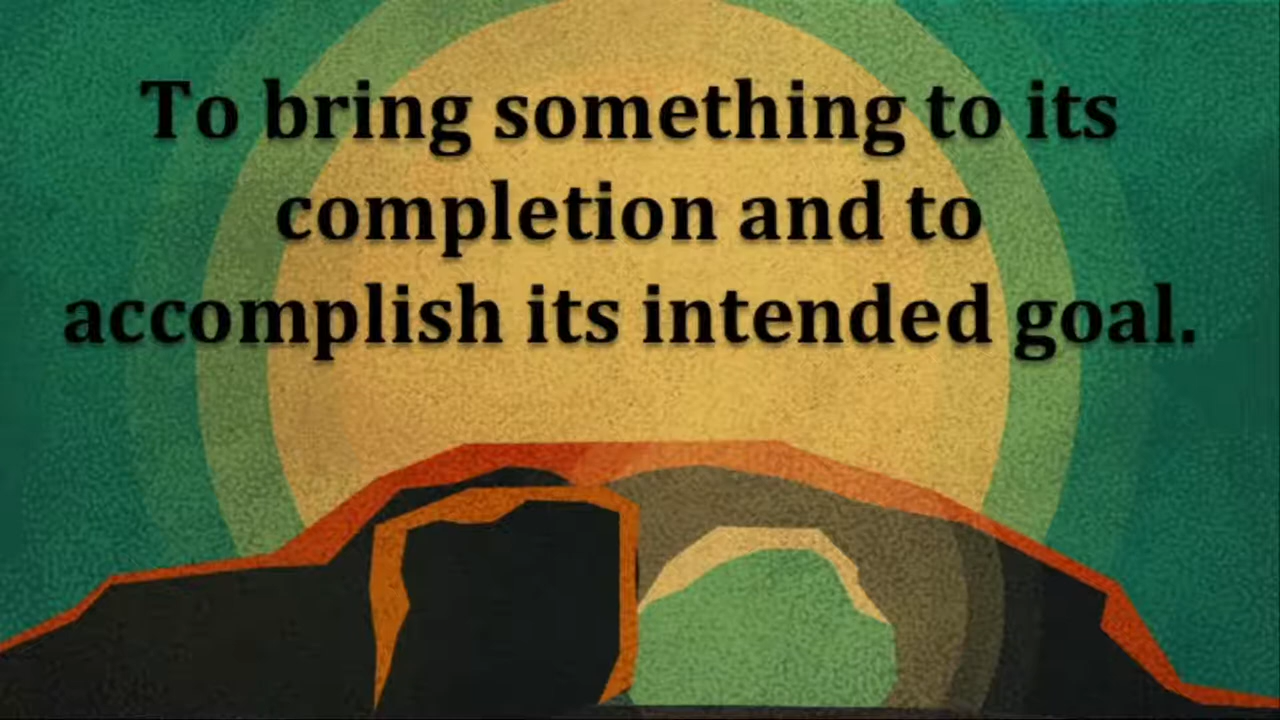 To bring something to its
completion and to
accomplish its intended goal.